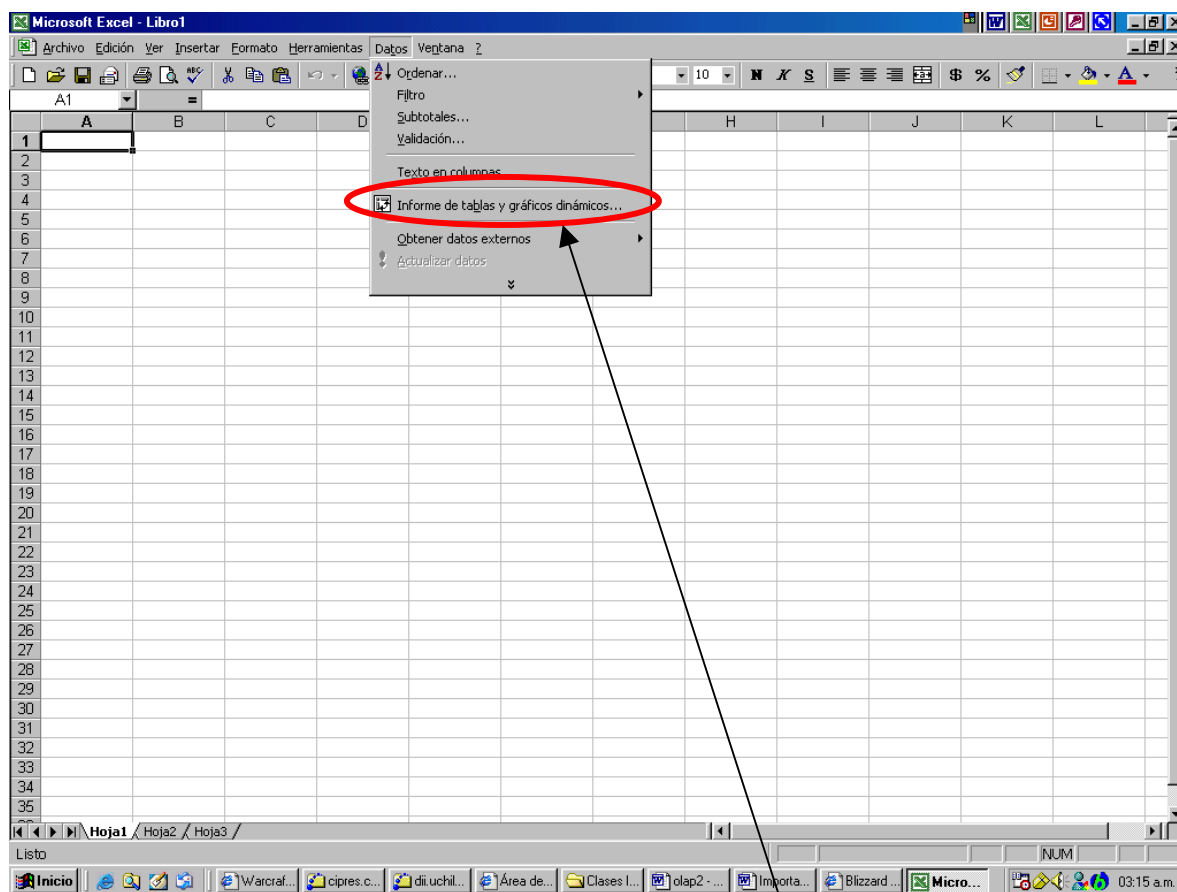 Microsoft Excel - Libro1
Archivo Edición Ver Insertar Formato Herramientas Datos Ventana ?
10 N K S $ % A
A1 =
A B C D H I J K L
Ordenar...
Filtro
Subtotales...
Validación...
Texto en columnas
Informe de tablas y gráficos dinámicos...
Obtener datos externos
Actualizar datos
1
2
3
4
5
6
7
8
9
10
11
12
13
14
15
16
17
18
19
20
21
22
23
24
25
26
27
28
29
30
31
32
33
34
35
Hoja1 Hoja2 Hoja3
Listo NUM
Inicio Warcraf... cipres.c... dii.uchil... Área de... Clases I... olap2 - ... Importa... Blizzard ... Micro... 03:15 a.m.